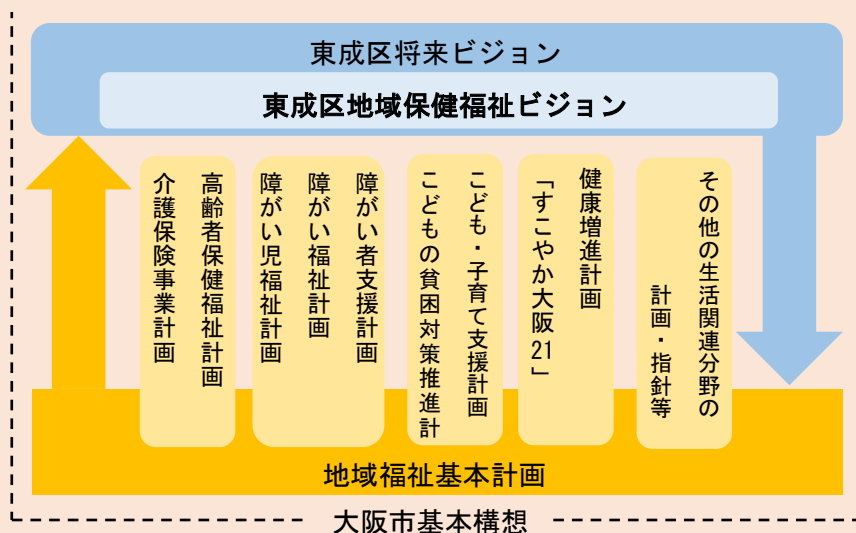 東成区将来ビジョン
東成区地域保健福祉ビジョン
高齢者保健福祉計画
介護保険事業計画
障がい者支援計画
障がい福祉計画
障がい児福祉計画
こども・子育て支援計画
こどもの貧困対策推進計
健康増進計画
「すこやか大阪21」
その他の生活関連分野の
計画・指針等
地域福祉基本計画
大阪市基本構想